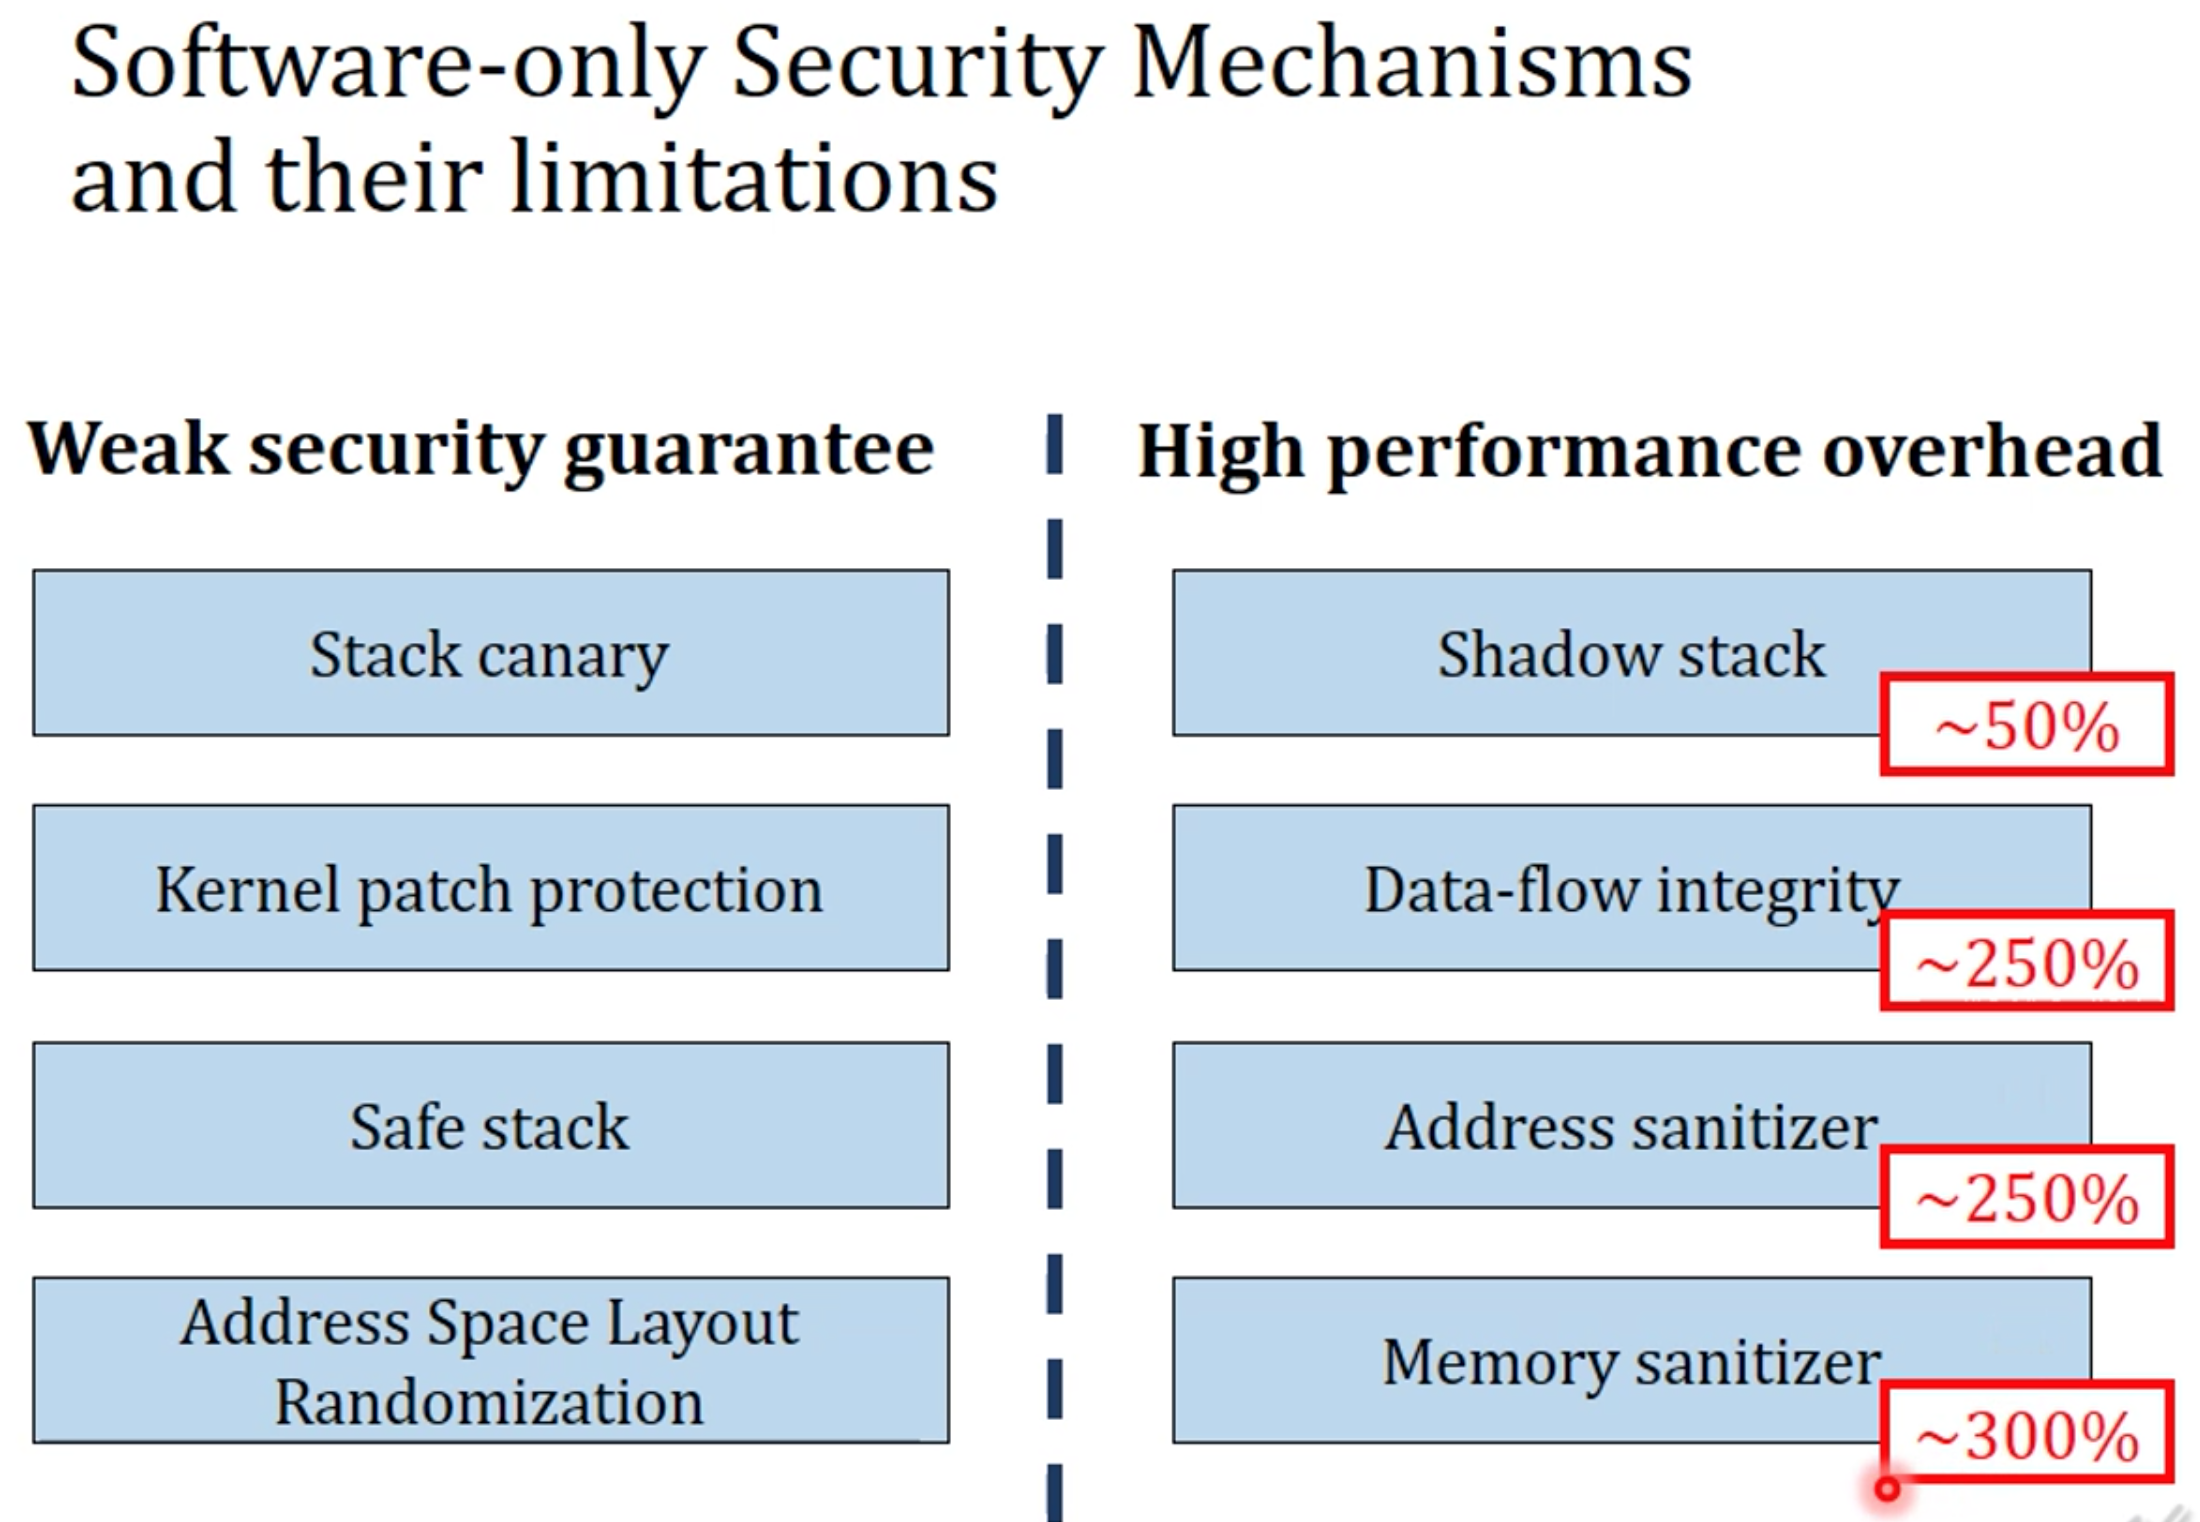 Software-only Security Mechanisms
and their limitations
Weak security guarantee
Stack canary
Kernel patch protection
Safe stack
Address Space Layout
Randomization
High performance overhead
Shadow stack
~50%
Data-flow integrity
~250%
Address sanitizer
~250%
Memory sanitizer
~300%